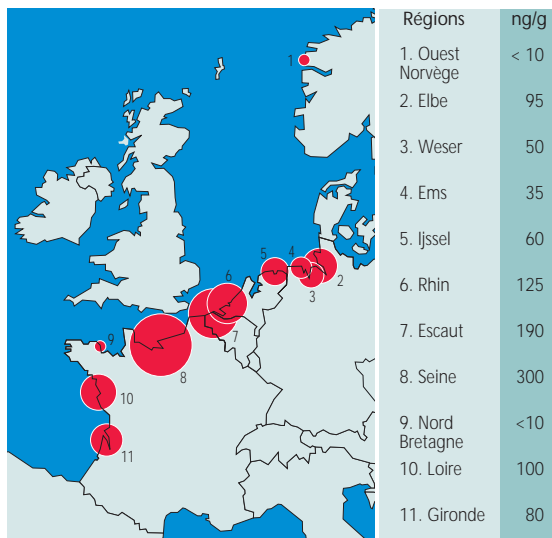 Régions ng/g
1. Ouest < 10
Norvège
2. Elbe 95
3. Weser 50
4. Ems 35
5. Ijssel 60
6. Rhin 125
7. Escaut 190
8. Seine 300
9. Nord <10
Bretagne
10. Loire 100
11. Gironde 80
1
6
5
4
2
3
7
9
8
10
11